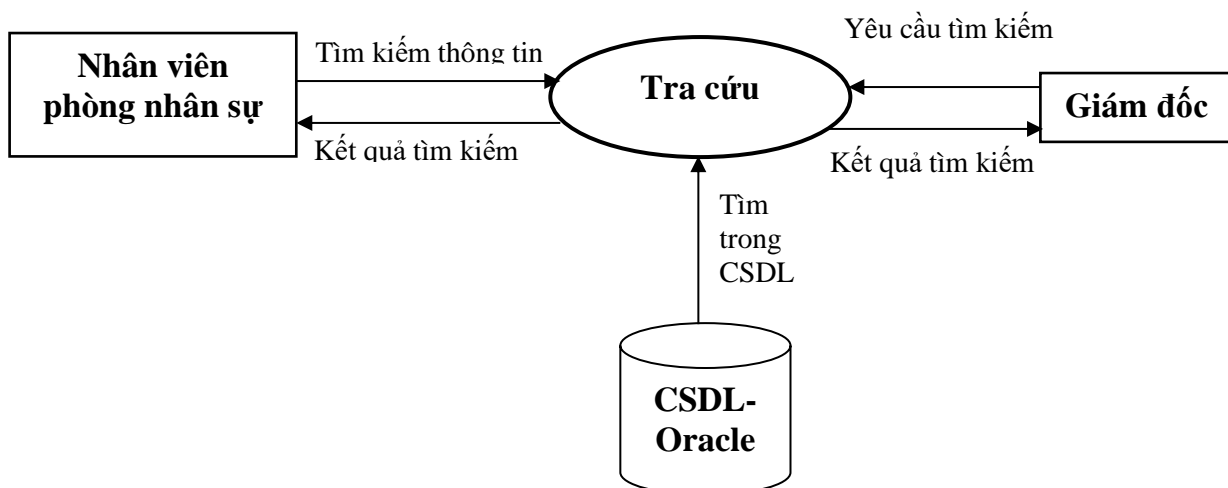 Nhân viên
phòng nhân sự
Tìm kiếm thông tin
Kết quả tìm kiếm
Tra cứu
Yêu cầu tìm kiếm
Kết quả tìm kiếm
Giám đốc
Tìm
trong
CSDL
CSDL-
Oracle